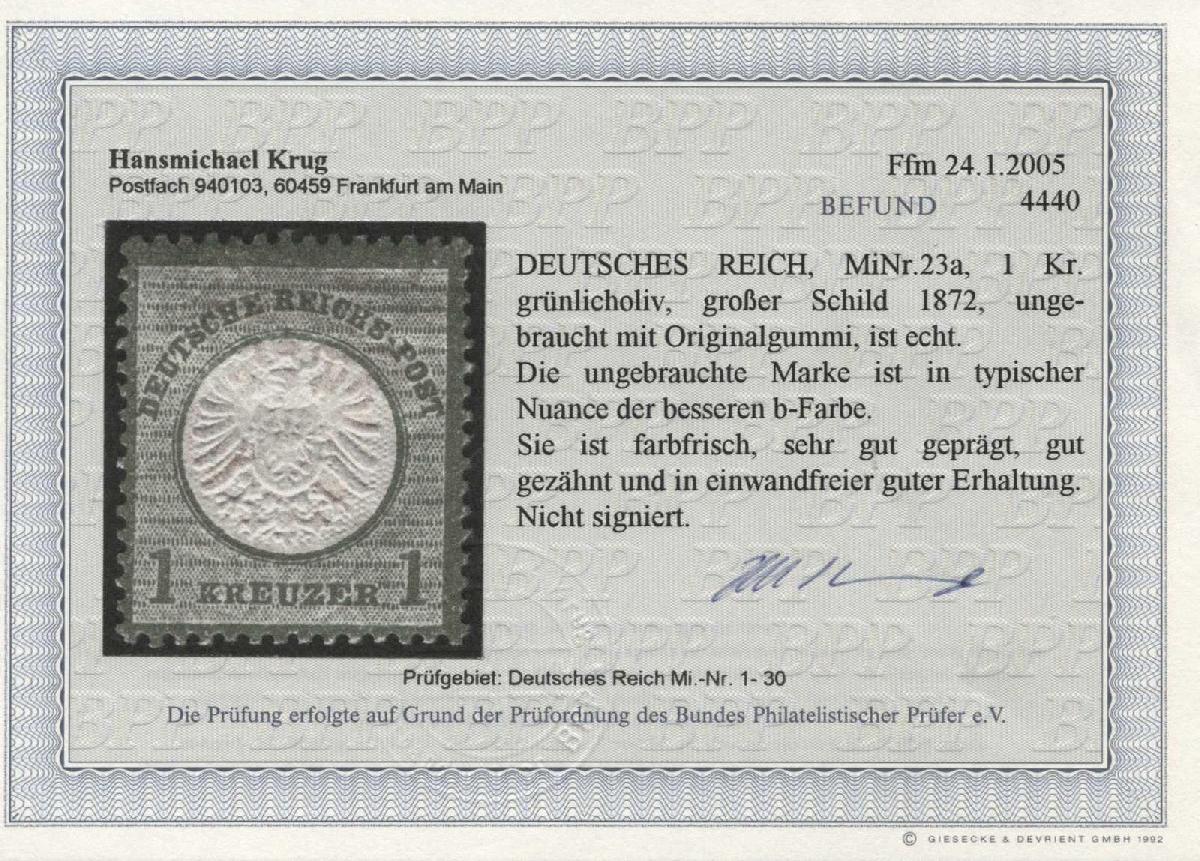 Hansmichael Krug
Postfach 940103, 60459 Frankfurt am Main
Ffm 24.1.2005
BEFUND 4440
DEUTSCHE REICHS-POST
1 KREUZER 1
DEUTSCHES REICH, MiNr.23a, 1 Kr.
grünlicholiv, großer Schild 1872, unge-
braucht mit Originalgummi, ist echt.
Die ungebrauchte Marke ist in typischer
Nuance der besseren b-Farbe.
Sie ist farbfrisch, sehr gut geprägt, gut
gezähnt und in einwandfreier guter Erhaltung.
Nicht signiert.
Prüfgebiet: Deutsches Reich Mi.-Nr. 1- 30
Die Prüfung erfolgte auf Grund der Prüfordnung des Bundes Philatelistischer Prüfer e.V.
© GIESECKE & DEVRIENT GMBH 1992